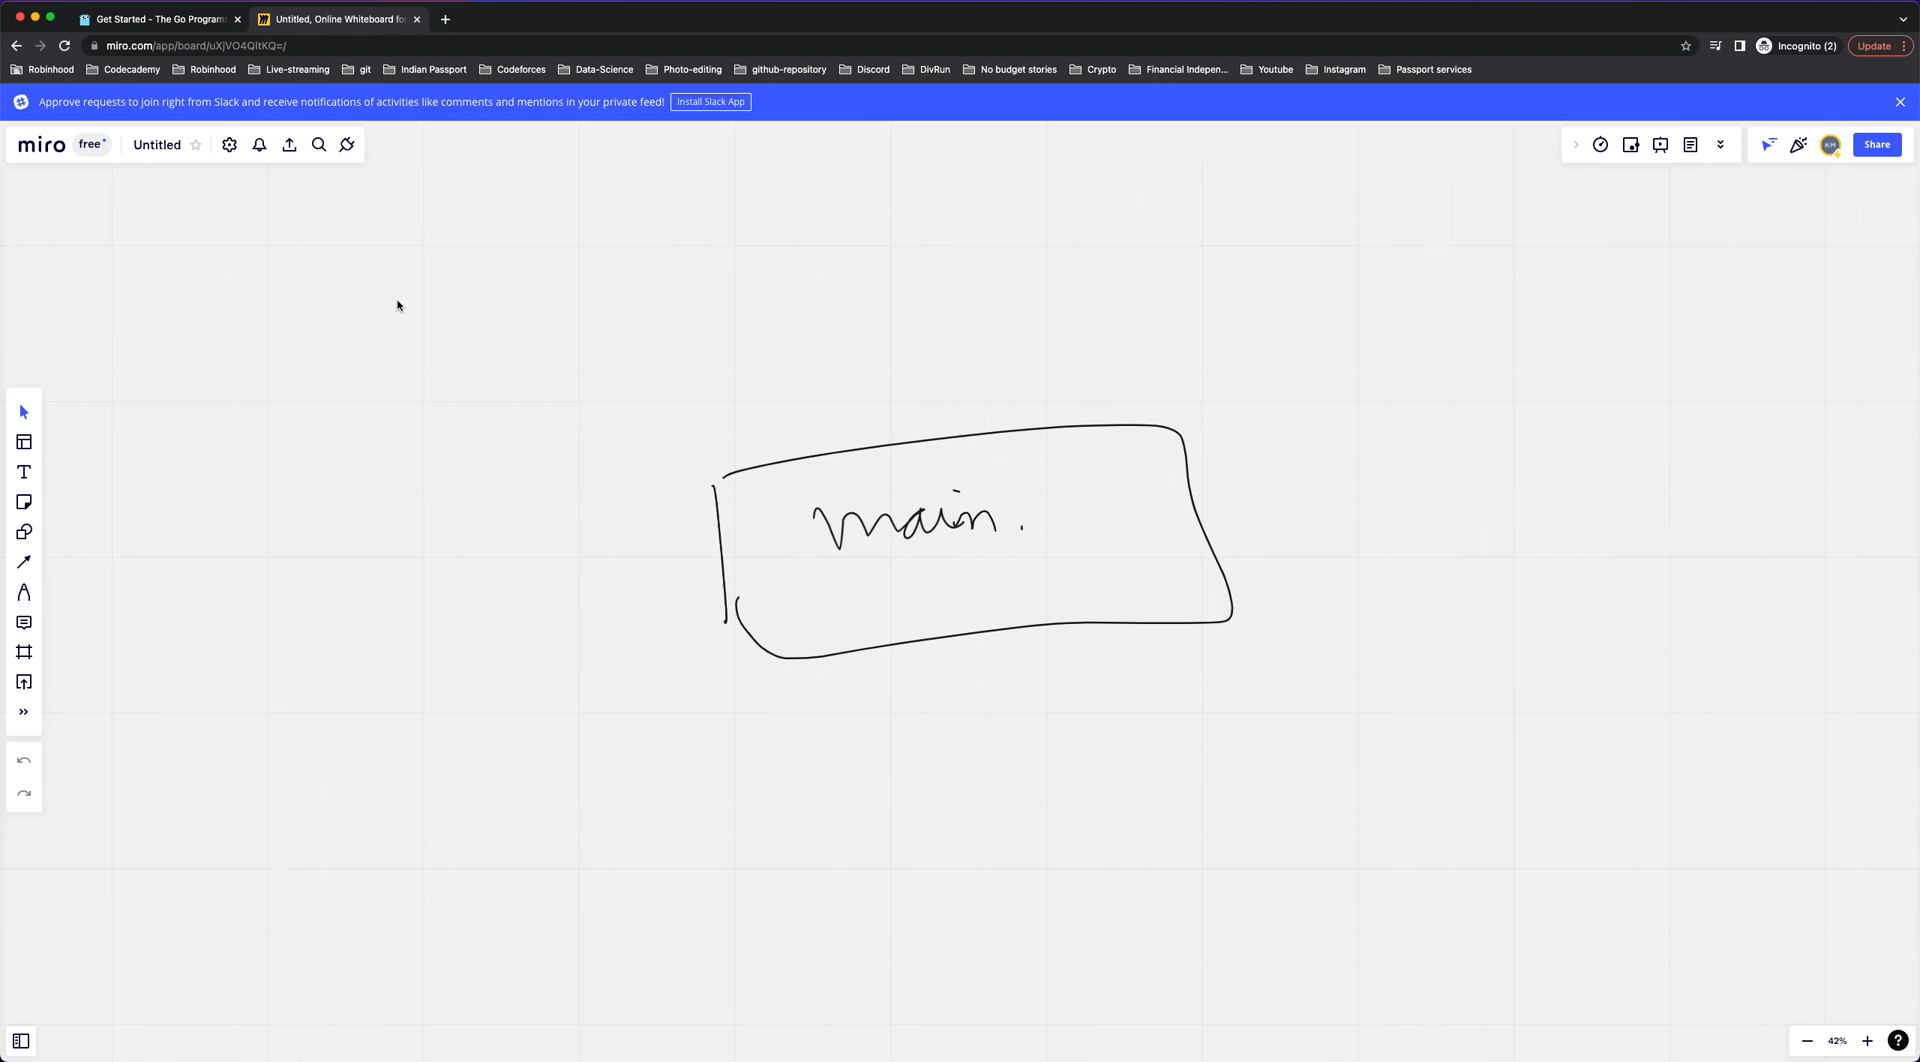 Get Started - The Go Program
Untitled, Online Whiteboard fo
miro.com/app/board/uXjVO4QItKQ=/
Incognito (2)
Update
Robinhood
Codecademy
Robinhood
Live-streaming
git
Indian Passport
Codeforces
Data-Science
Photo-editing
github-repository
Discord
DivRun
No budget stories
Crypto
Financial Indepen...
Youtube
Instagram
Passport services
Approve requests to join right from Slack and receive notifications of activities like comments and mentions in your private feed!
Install Slack App
miro
free
Untitled
KM
Share
main.
42%